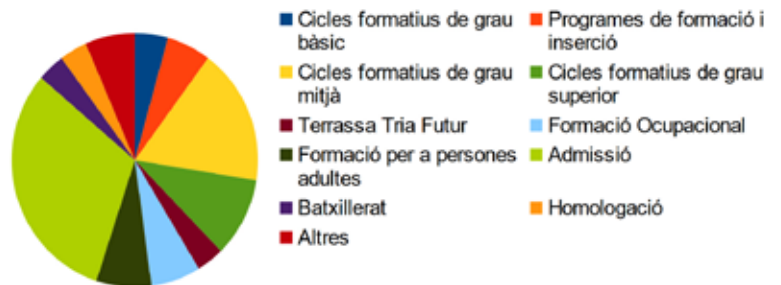 Cicles formatius de grau
bàsic
Programes de formació i
inserció
Cicles formatius de grau
mitjà
Cicles formatius de grau
superior
Terrassa Tria Futur
Formació Ocupacional
Formació per a persones
adultes
Admissió
Batxillerat
Homologació
Altres